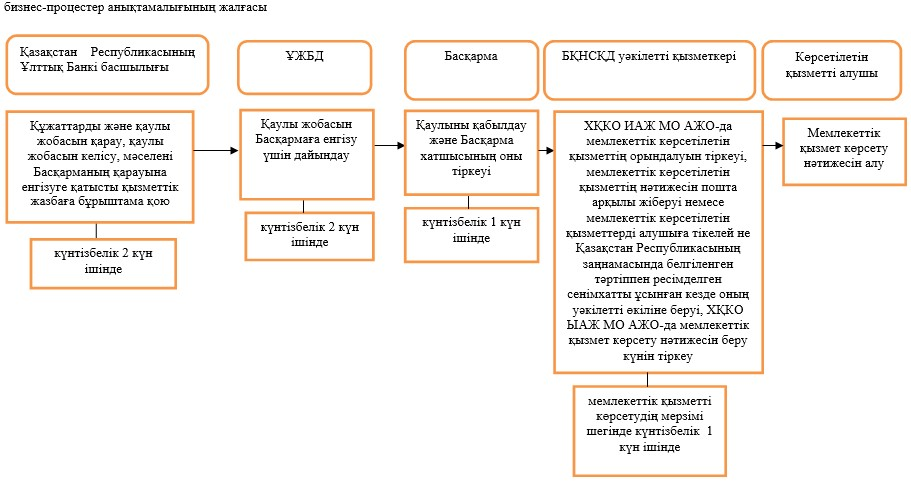 бизнес-процестер анықтамалығының жалғасы
Қазақстан Республикасының
Ұлттық Банкі басшылығы
ҰЖБД
Басқарма
БҚНСҚД уәкілетті қызметкері
Көрсетілетін
қызметті алушы
Құжаттарды және қаулы
жобасын қарау, қаулы
жобасын келісу, мәселені
Басқарманың қарауына
енгізуге қатысты қызметтік
жазбаға бұрыштама қою
күнтізбелік 2 күн
ішінде
Қаулы жобасын
Басқармаға енгізу
үшін дайындау
күнтізбелік 2 күн
ішінде
Қаулыны қабылдау
және Басқарма
хатшысының оны
тіркеуі
күнтізбелік 1 күн
ішінде
ХҚКО ИАЖ МО АЖО-да
мемлекеттік көрсетілетін
қызметтің орындалуын тіркеуі,
мемлекеттік көрсетілетін
қызметтің нәтижесін пошта
арқылы жіберуі немесе
мемлекеттік көрсетілетін
қызметтерді алушыға тікелей не
Қазақстан Республикасының
заңнамасында белгіленген
тәртіппен ресімделген
сенімхатты ұсынған кезде оның
уәкілетті өкіліне беруі, ХҚКО
ЫАЖ МО АЖО-да мемлекеттік
қызмет көрсету нәтижесін беру
күнін тіркеу
мемлекеттік қызметті
көрсетудің мерзімі
шегінде күнтізбелік 1
күн ішінде
Мемлекеттік
қызмет көрсету
нәтижесін алу